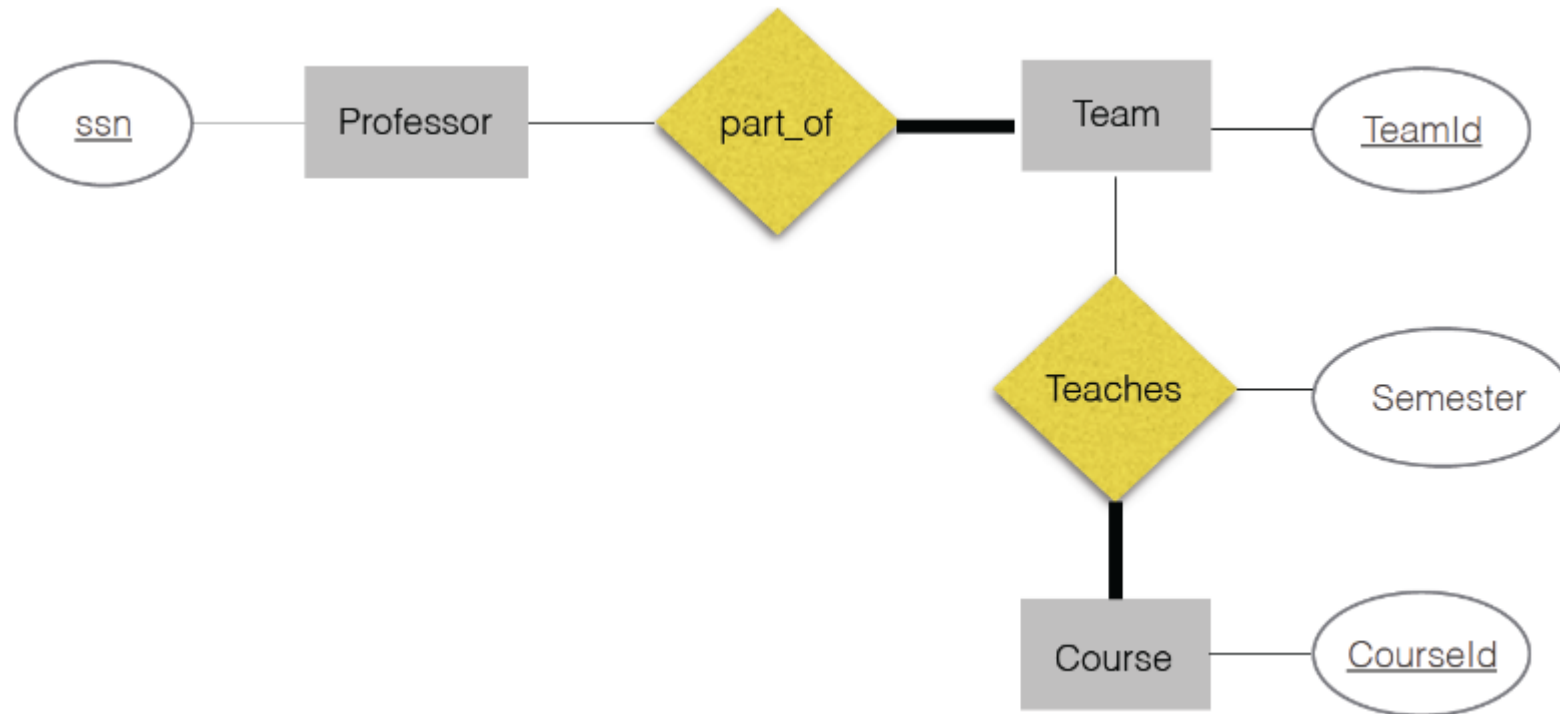 ssn
Professor
part_of
Team
TeamId
Teaches
Semester
Course
CourseId